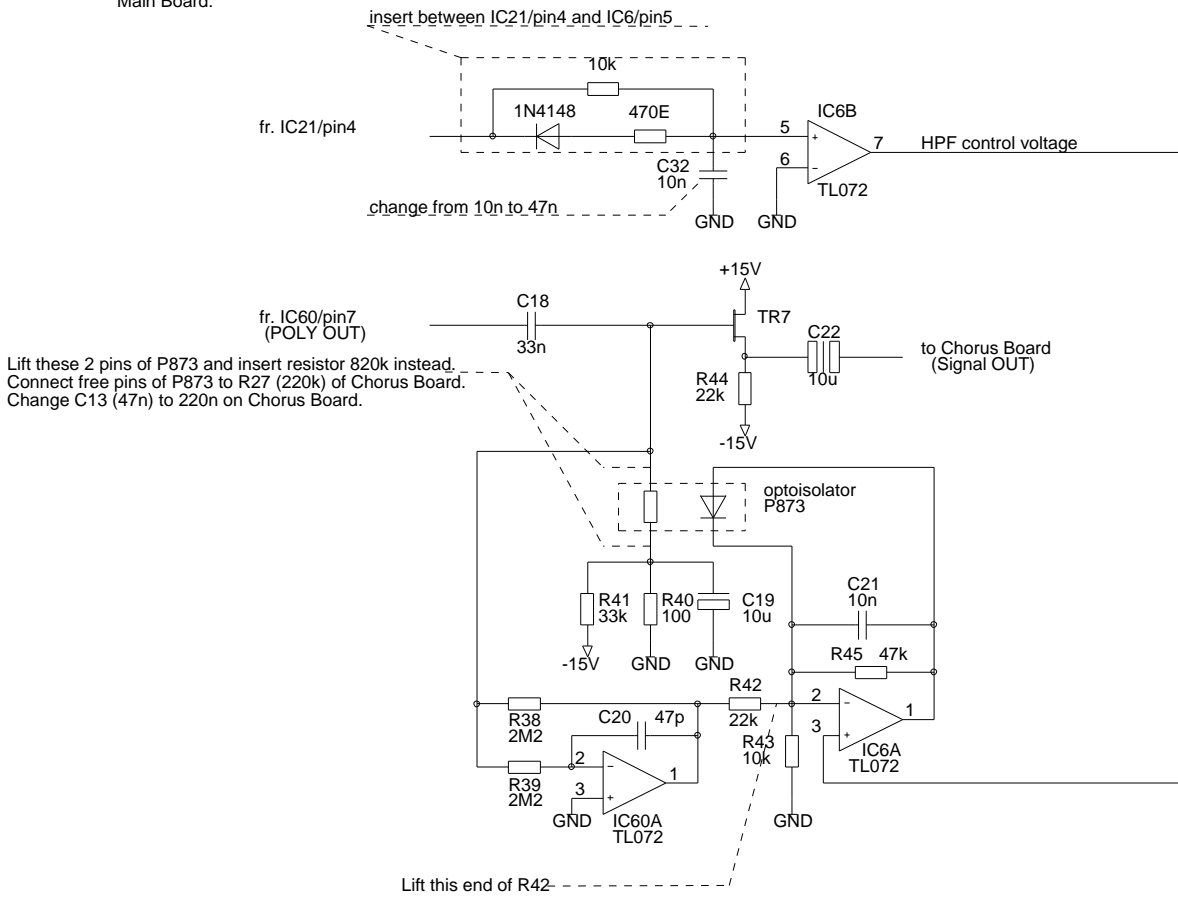 Main Board.
insert between IC21/pin4 and IC6/pin5
10k
1N4148
470E
IC6B
fr. IC21/pin4
5
+
7
HPF control voltage
6
−
C32
10n
TL072
change from 10n to 47n
GND
GND
+15V
C18
TR7
fr. IC60/pin7
(POLY OUT)
C22
33n
to Chorus Board
(Signal OUT)
Lift these 2 pins of P873 and insert resistor 820k instead.
Connect free pins of P873 to R27 (220k) of Chorus Board.
Change C13 (47n) to 220n on Chorus Board.
R44
22k
10u
-15V
optoisolator
P873
C21
10n
R41
33k
R40
100
C19
10u
-15V
GND
GND
R45
47k
R42
22k
2
−
1
3
+
R38
2M2
C20
47p
R43
10k
IC6A
TL072
2
−
1
R39
2M2
3
+
GND
IC60A
TL072
GND
Lift this end of R42